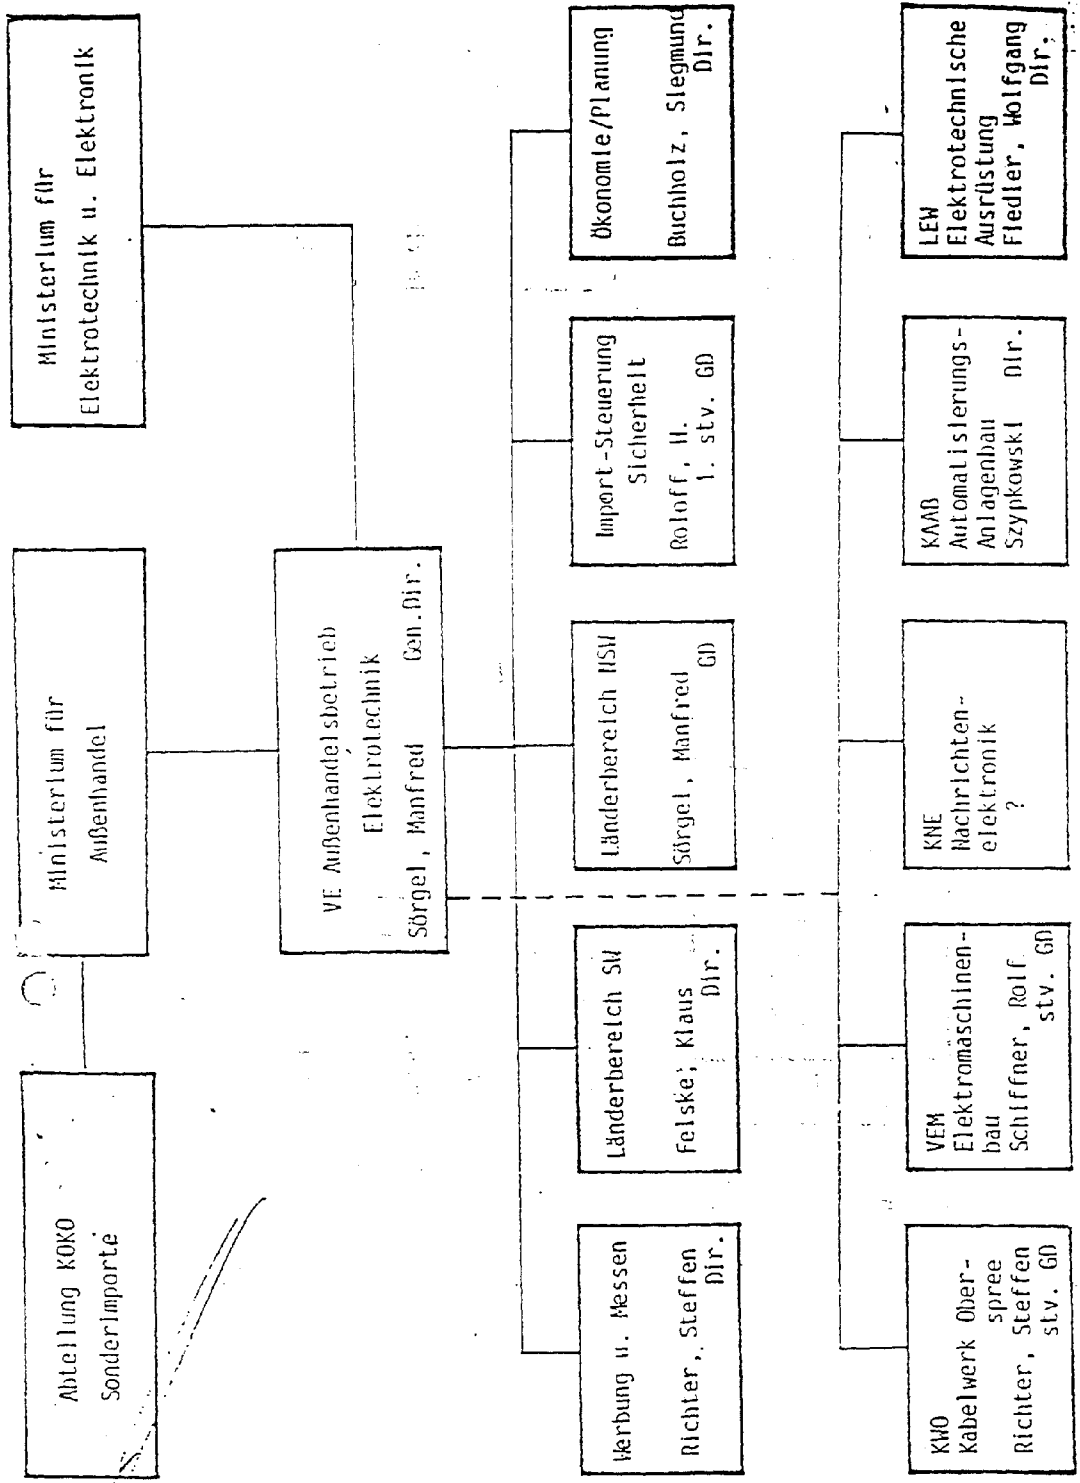 Abteilung KOKO
Sonderimporte
Ministerium für
Außenhandel
Ministerium für
Elektrotechnik u. Elektronik
VE Außenhandelsbetrieb
Elektrotechnik
Sörgel, Manfred Gen.Dir.
Werbung u. Messen
Richter, Steffen
Dir.
Länderbereich SW
Felske, Klaus
Dir.
Länderbereich NSW
Sörgel, Manfred
GD
Import-Steuerung
Sicherheit
Roloff, H.
1. stv. GD
Ökonomie/Planung
Buchholz, Siegmund
Dir.
KWO
Kabelwerk Ober-
spree
Richter, Steffen
stv. GD
VEM
Elektromaschinen-
bau
Schiffner, Rolf
stv. GD
KNE
Nachrichten-
elektronik
?
KAAB
Automatisierungs-
Anlagenbau
Szypkowski Dir.
LEW
Elektrotechnische
Ausrüstung
Fiedler, Wolfgang
Dir.